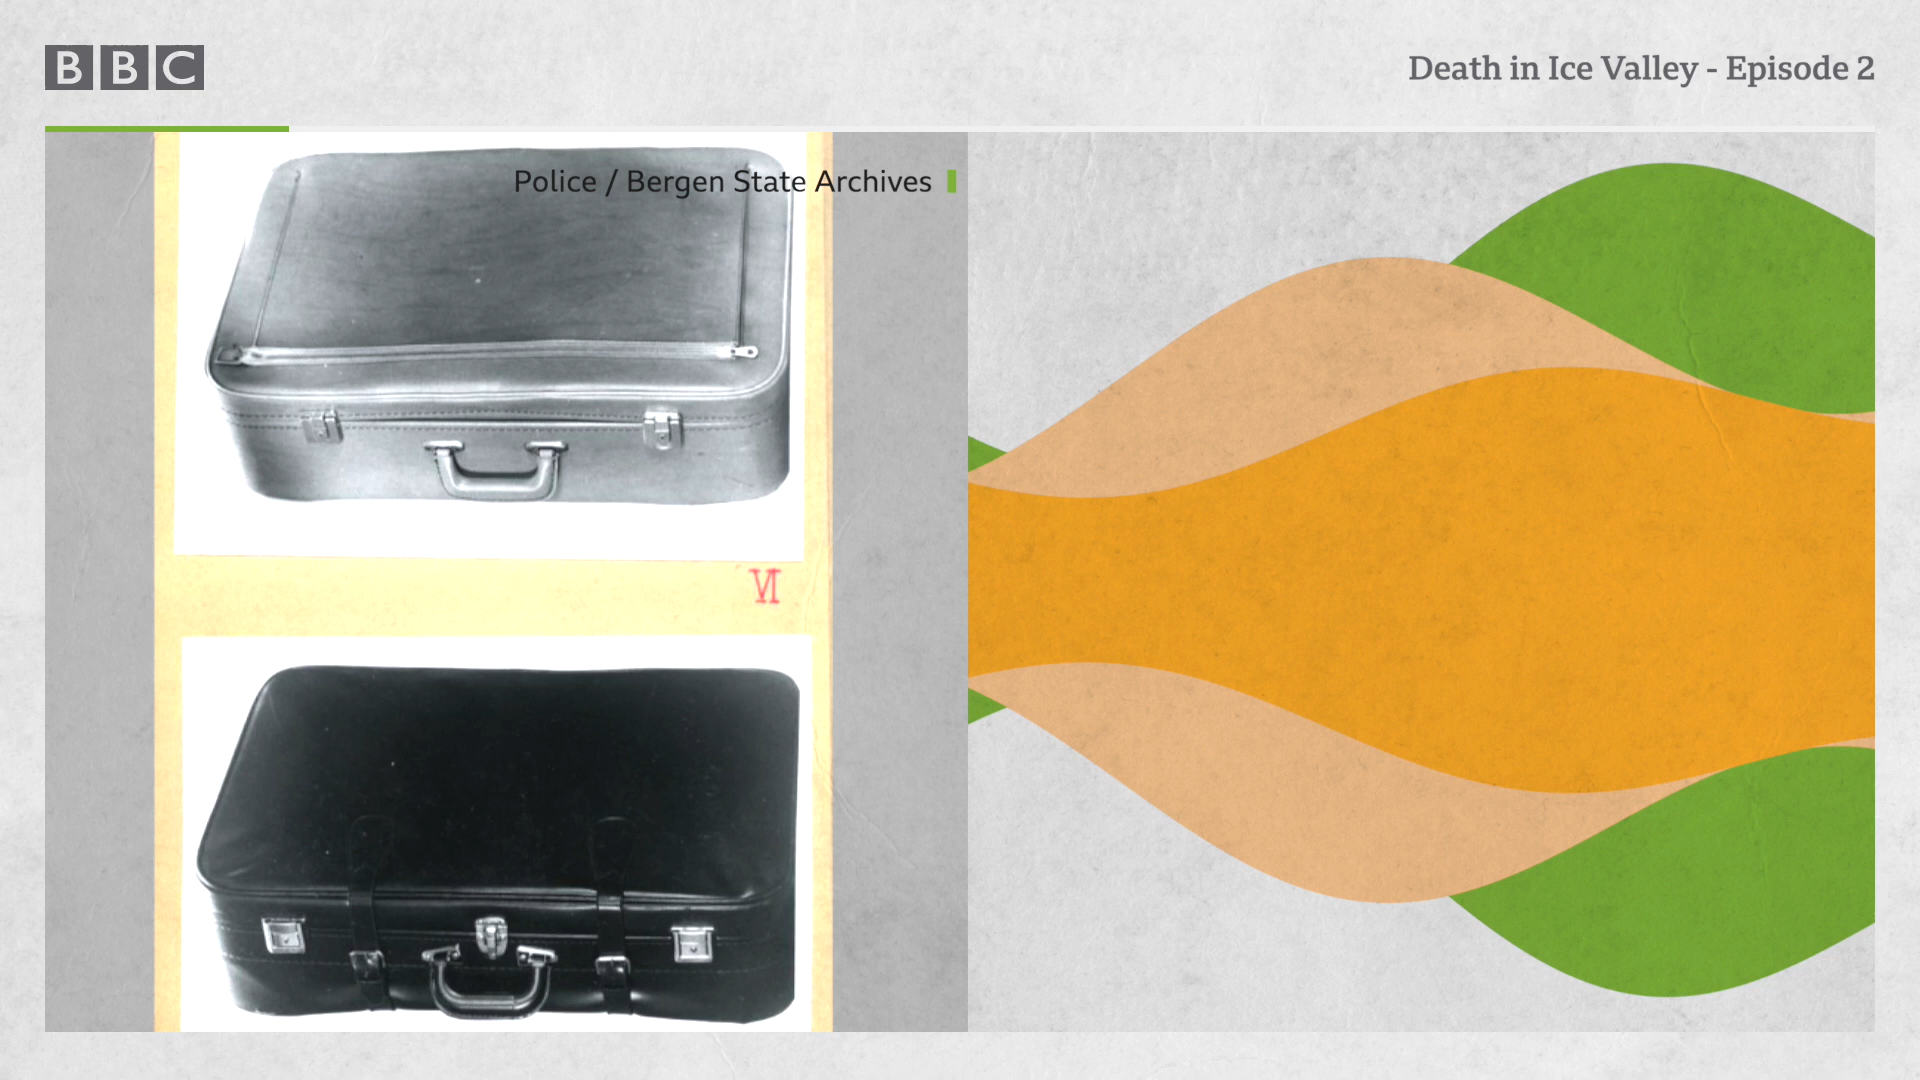 BBC
Death in Ice Valley - Episode 2
Police / Bergen State Archives
VI